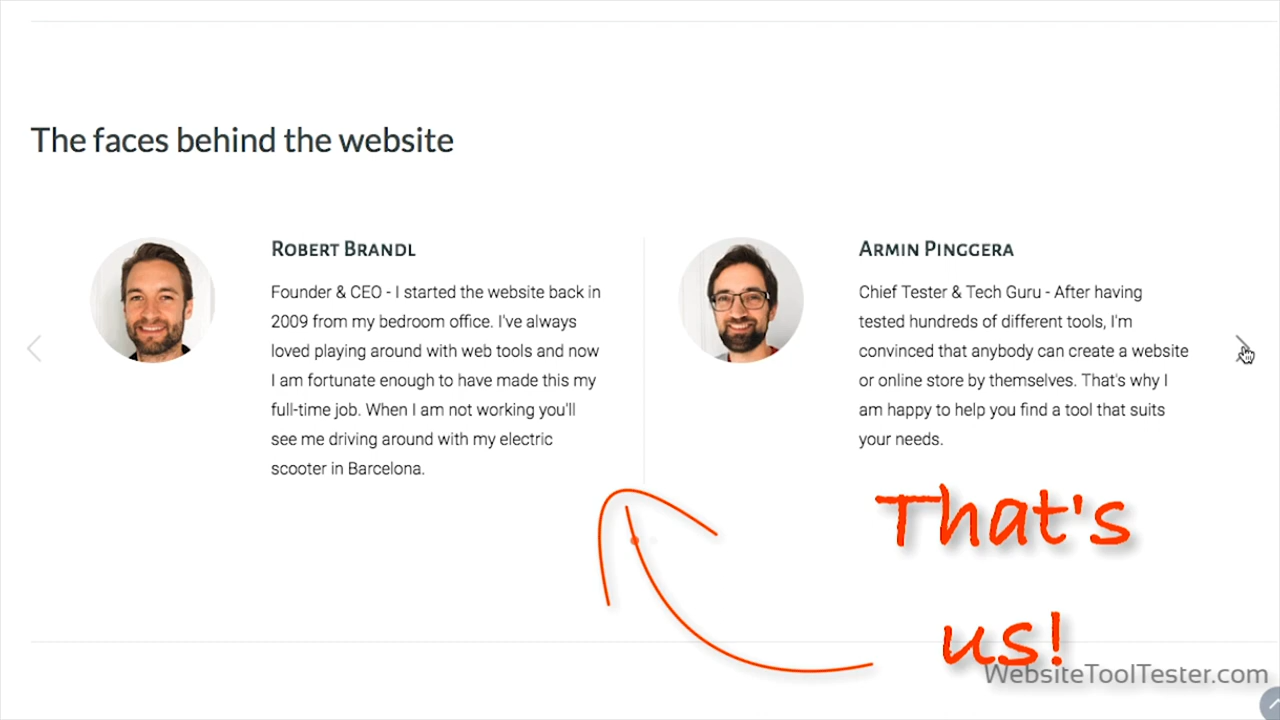 The faces behind the website
Robert Brandl
Founder & CEO - I started the website back in
2009 from my bedroom office. I've always
loved playing around with web tools and now
I am fortunate enough to have made this my
full-time job. When I am not working you'll
see me driving around with my electric
scooter in Barcelona.
Armin Pinggera
Chief Tester & Tech Guru - After having
tested hundreds of different tools, I'm
convinced that anybody can create a website
or online store by themselves. That's why I
am happy to help you find a tool that suits
your needs.
That's
us!
WebsiteToolTester.com